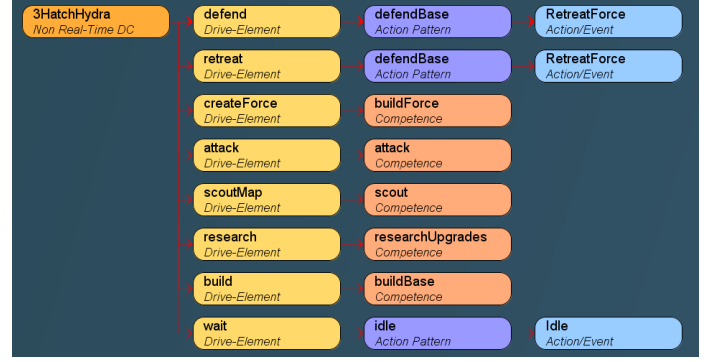 3HatchHydra
Non Real-Time DC
defend
Drive-Element
defendBase
Action Pattern
RetreatForce
Action/Event
retreat
Drive-Element
defendBase
Action Pattern
RetreatForce
Action/Event
createForce
Drive-Element
buildForce
Competence
attack
Drive-Element
attack
Competence
scoutMap
Drive-Element
scout
Competence
research
Drive-Element
researchUpgrades
Competence
build
Drive-Element
buildBase
Competence
wait
Drive-Element
idle
Action Pattern
Idle
Action/Event